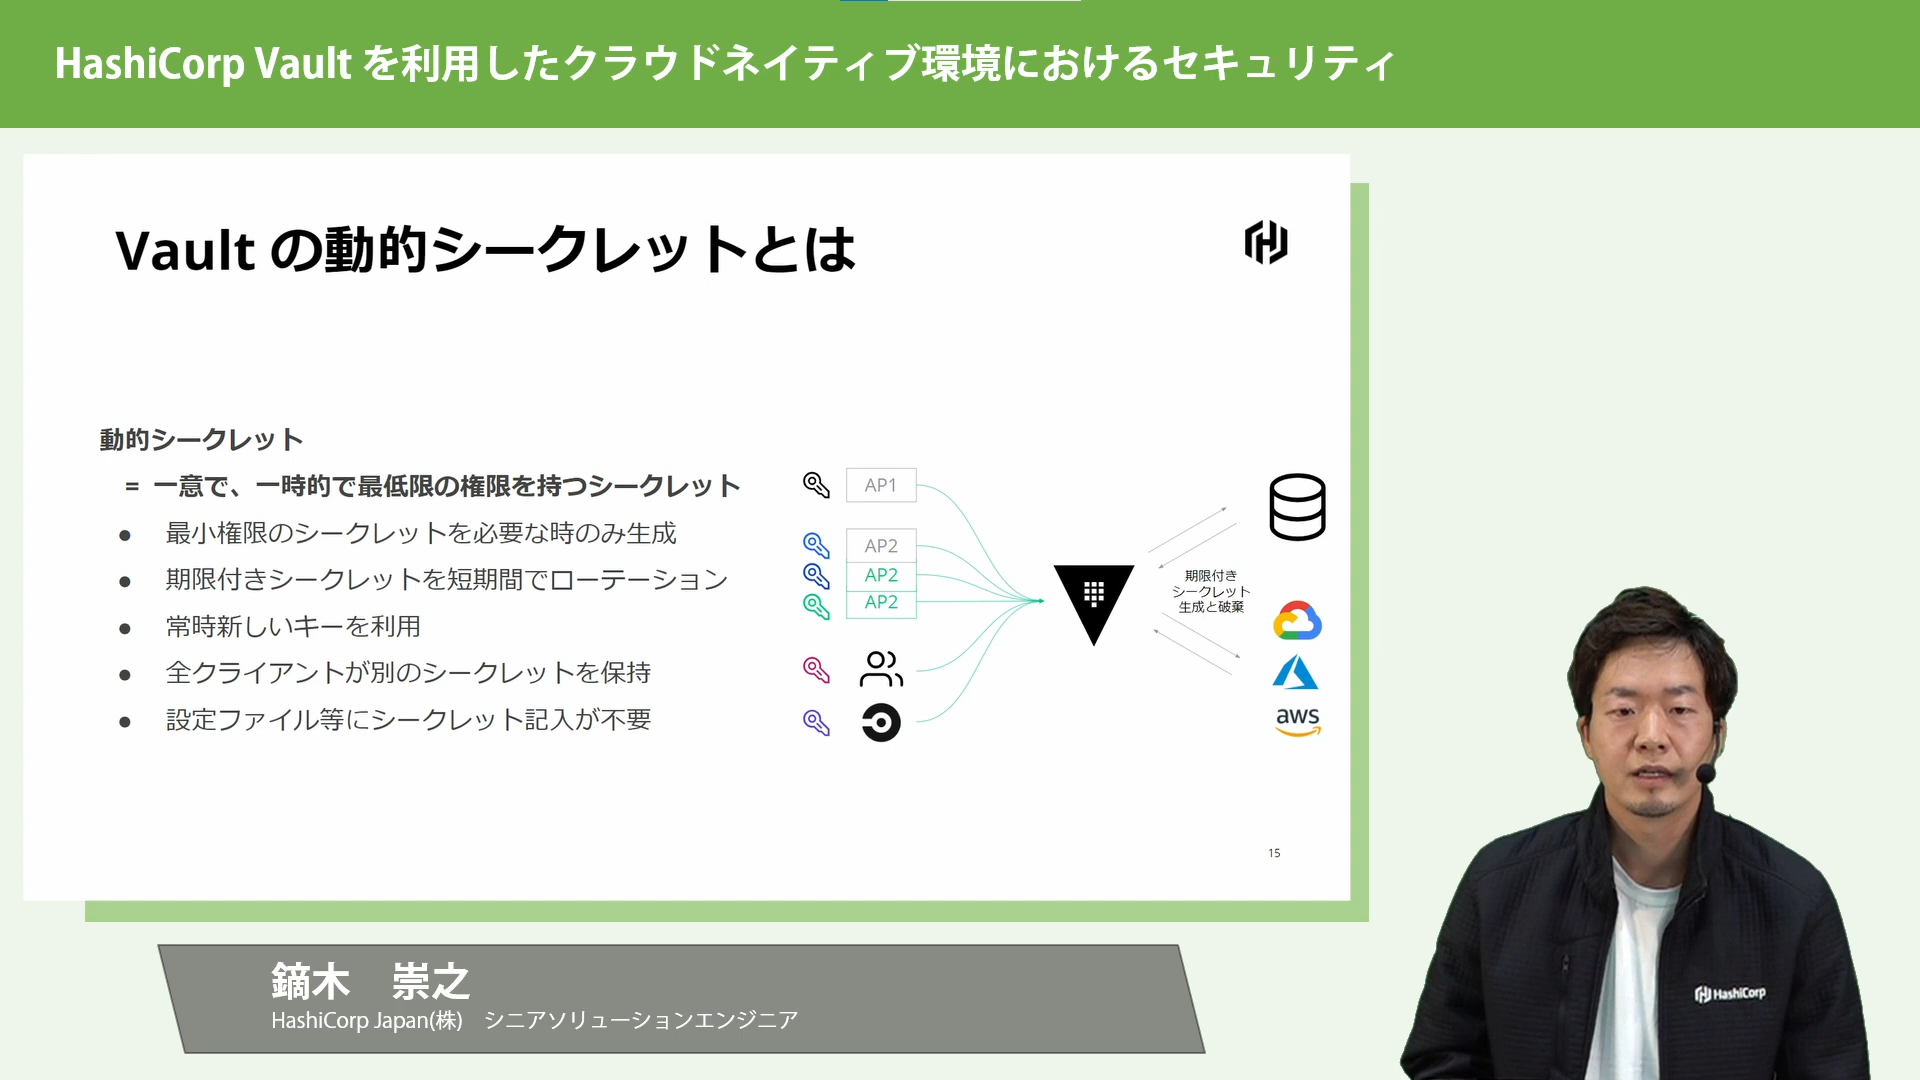 HashiCorp Vault を利用したクラウドネイティブ環境におけるセキュリティ
Vault の動的シークレットとは
動的シークレット
= 一意で、一時的で最低限の権限を持つシークレット
● 最小権限のシークレットを必要な時のみ生成
● 期限付きシークレットを短期間でローテーション
● 常時新しいキーを利用
● 全クライアントが別のシークレットを保持
● 設定ファイル等にシークレット記入が不要
AP1
AP2
AP2
AP2
期限付き
シークレット
生成と破棄
aws
15
鏑木 崇之
HashiCorp Japan(株) シニアソリューションエンジニア
HashiCorp